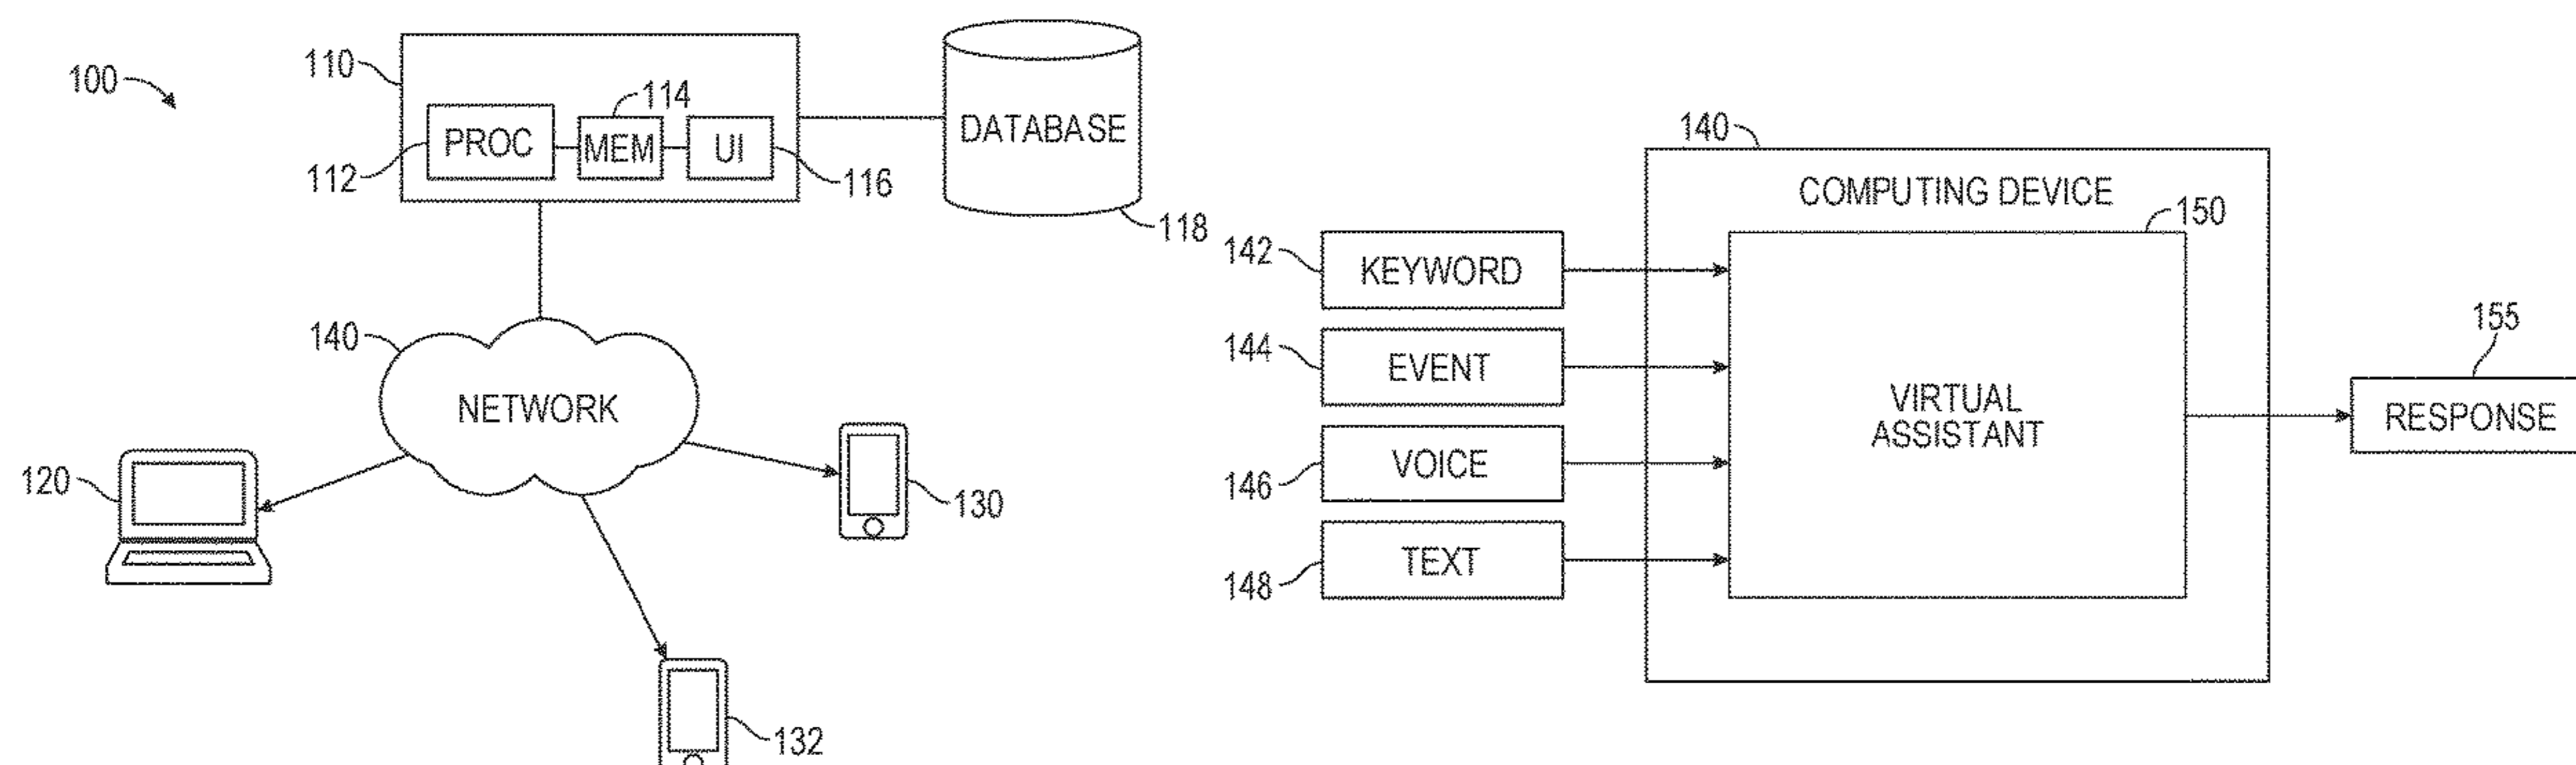 100
110
114
PROC
MEM
UI
112
116
DATABASE
118
140
NETWORK
120
130
132
140
COMPUTING DEVICE
150
142
KEYWORD
144
EVENT
146
VOICE
148
TEXT
VIRTUAL
ASSISTANT
155
RESPONSE